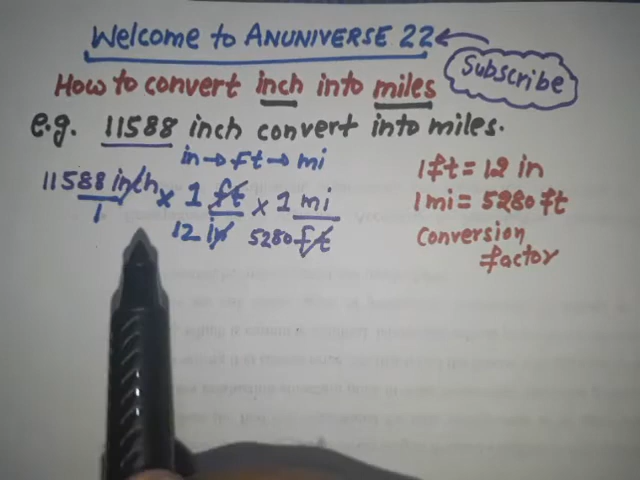 Welcome to ANUNIVERSE 22
Subscribe
How to convert inch into miles
e.g. 11588 inch convert into miles.
in → ft → mi
11588 inch × 1 ft × 1 mi
1 12 in 5280 ft
1 ft = 12 in
1 mi = 5280 ft
conversion
factor